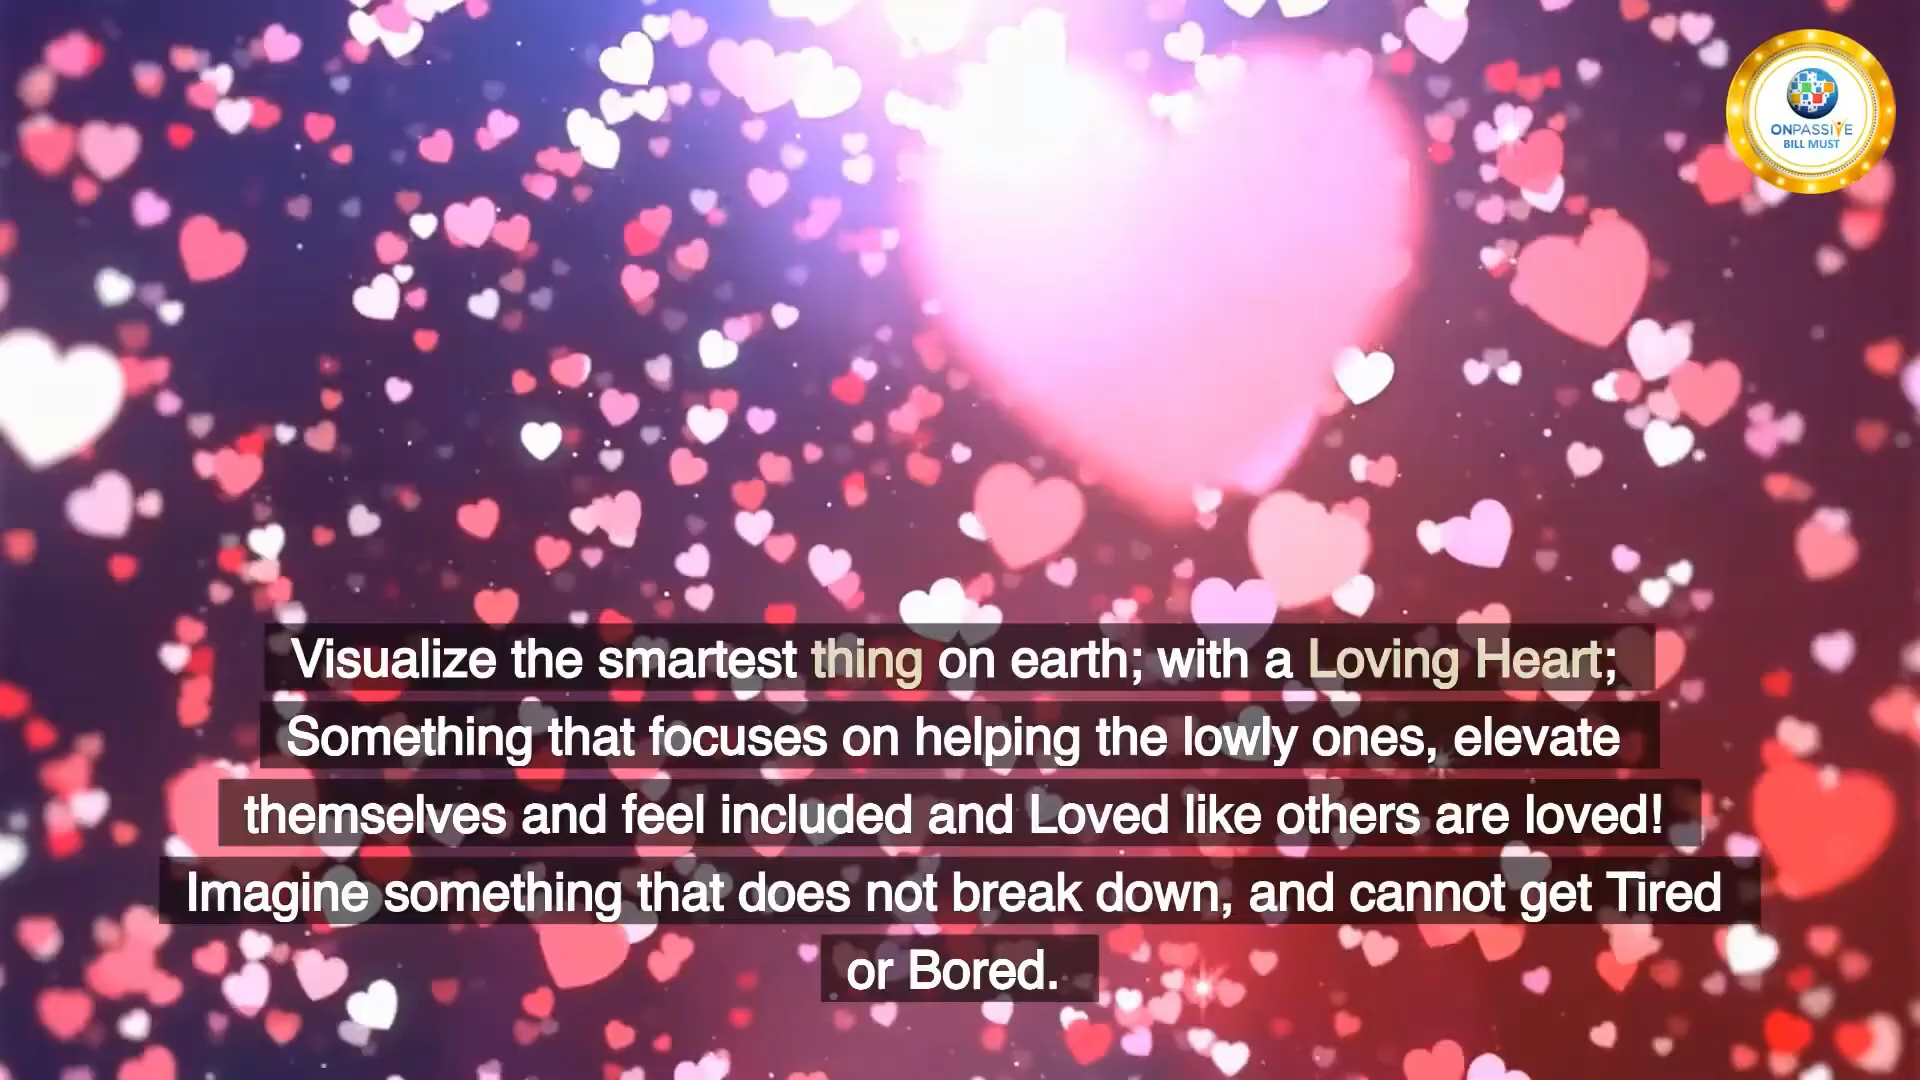 ONPASSIVE
BILL MUST
Visualize the smartest thing on earth; with a Loving Heart;
Something that focuses on helping the lowly ones, elevate
themselves and feel included and Loved like others are loved!
Imagine something that does not break down, and cannot get Tired
or Bored.